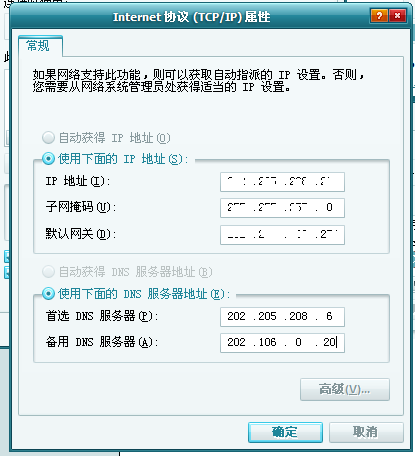 Internet 协议 (TCP/IP) 属性
常规
如果网络支持此功能，则可以获取自动指派的 IP 设置。否则，
您需要从网络系统管理员处获得适当的 IP 设置。
自动获得 IP 地址(O)
使用下面的 IP 地址(S):
IP 地址(I):
子网掩码(U):
默认网关(D):
自动获得 DNS 服务器地址(B)
使用下面的 DNS 服务器地址(E):
首选 DNS 服务器(P): 202 .205 .208 .6
备用 DNS 服务器(A): 202 .106 .0 .20
高级(V)...
确定 取消